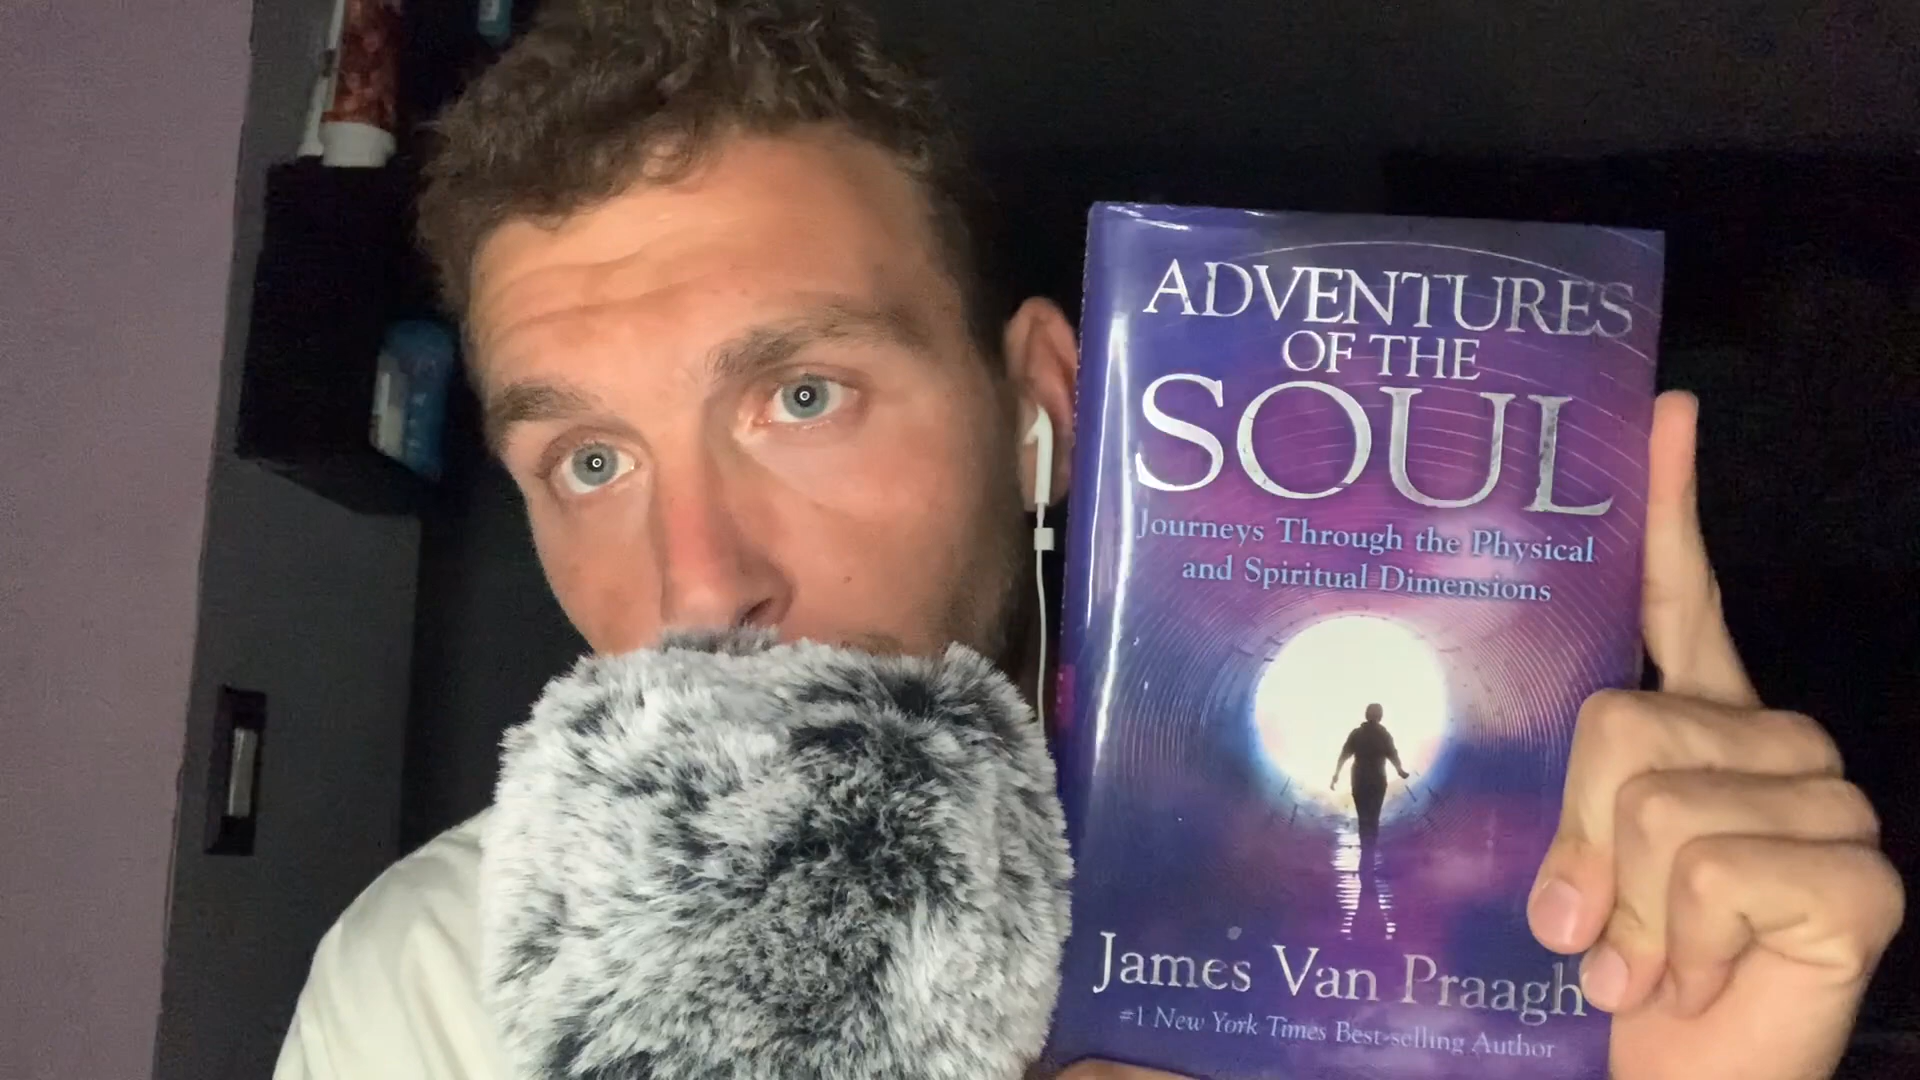 ADVENTURES
OF THE
SOUL
Journeys Through the Physical
and Spiritual Dimensions
James Van Praagh
#1 New York Times Best-selling Author